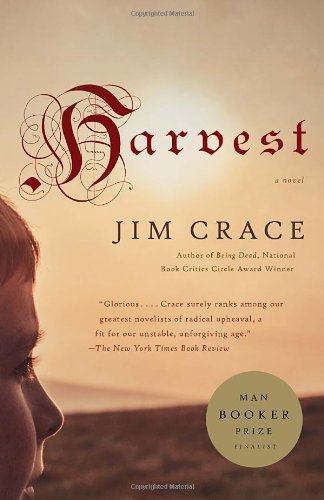 Harvest
a novel
JIM CRACE
Author of Being Dead, National
Book Critics Circle Award Winner
“Glorious . . . . Crace surely ranks among our
greatest novelists of radical upheaval, a
fit for our unstable, unforgiving age.”
—The New York Times Book Review
MAN
BOOKER
PRIZE
FINALIST